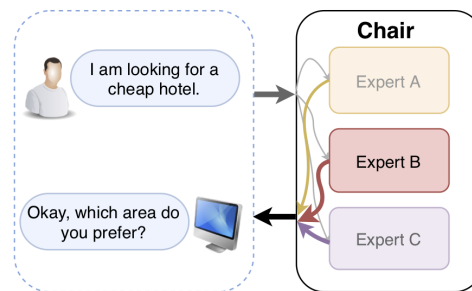 I am looking for a
cheap hotel.
Okay, which area do
you prefer?
Chair
Expert A
Expert B
Expert C